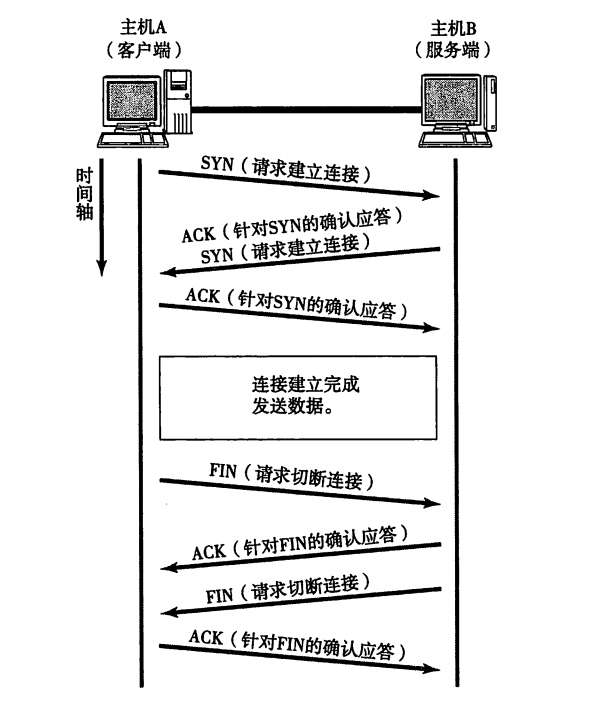 主机A
（客户端）
主机B
（服务端）
时间轴
SYN（请求建立连接）
ACK（针对SYN的确认应答）
SYN（请求建立连接）
ACK（针对SYN的确认应答）
连接建立完成
发送数据。
FIN（请求切断连接）
ACK（针对FIN的确认应答）
FIN（请求切断连接）
ACK（针对FIN的确认应答）